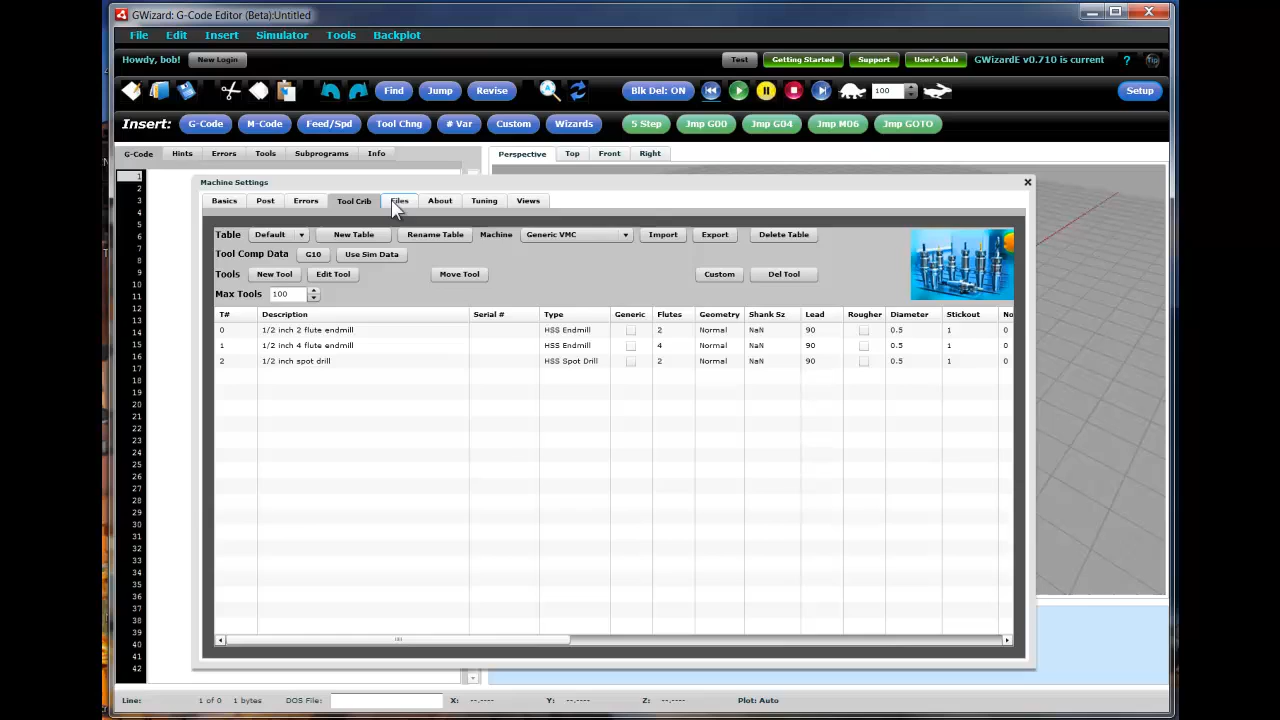 GWizard: G-Code Editor (Beta):Untitled
File Edit Insert Simulator Tools Backplot
Howdy, bob! New Login Test Getting Started Support User's Club GWizardE v0.710 is current ? Tip
Find Jump Revise Blk Del: ON 100 Setup
Insert: G-Code M-Code Feed/Spd Tool Chng # Var Custom Wizards 5 Step Jmp G00 Jmp G04 Jmp M06 Jmp GOTO
G-Code Hints Errors Tools Subprograms Info Perspective Top Front Right
1
2
3
4
5
6
7
8
9
10
11
12
13
14
15
16
17
18
19
20
21
22
23
24
25
26
27
28
29
30
31
32
33
34
35
36
37
38
39
40
41
42
Machine Settings
Basics Post Errors Tool Crib Files About Tuning Views
Table Default New Table Rename Table Machine Generic VMC Import Export Delete Table
Tool Comp Data G10 Use Sim Data
Tools New Tool Edit Tool Move Tool Custom Del Tool
Max Tools 100
T# Description Serial # Type Generic Flutes Geometry Shank Sz Lead Rougher Diameter Stickout No
0 1/2 inch 2 flute endmill HSS Endmill 2 Normal NaN 90 0.5 1 0
1 1/2 inch 4 flute endmill HSS Endmill 4 Normal NaN 90 0.5 1 0
2 1/2 inch spot drill HSS Spot Drill 2 Normal NaN 90 0.5 1 0
Line: 1 of 0 1 bytes DOS File: X: --.---- Y: --.---- Z: --.---- Plot: Auto